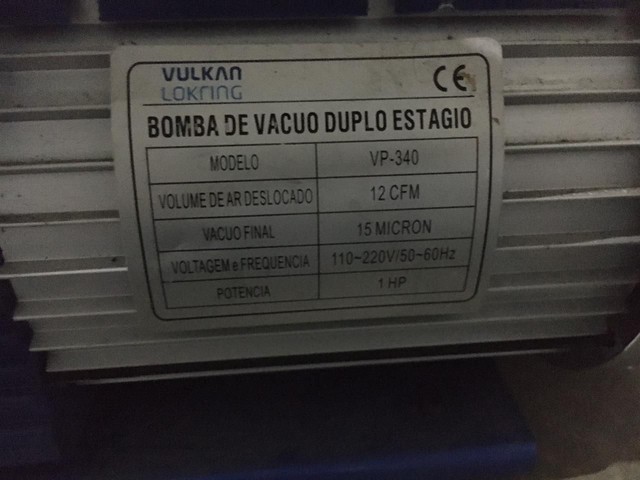 VULKAN
LOKRING
CE
BOMBA DE VACUO DUPLO ESTAGIO
MODELO VP-340
VOLUME DE AR DESLOCADO 12 CFM
VACUO FINAL 15 MICRON
VOLTAGEM e FREQUENCIA 110~220V/50~60Hz
POTENCIA 1 HP